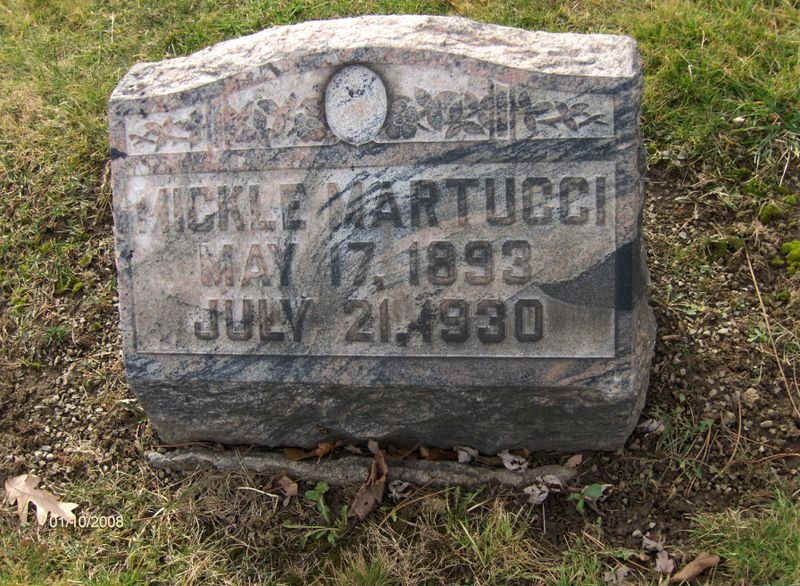 MICKLE MARTUCCI
MAY 17, 1893
JULY 21, 1930
01/10/2008